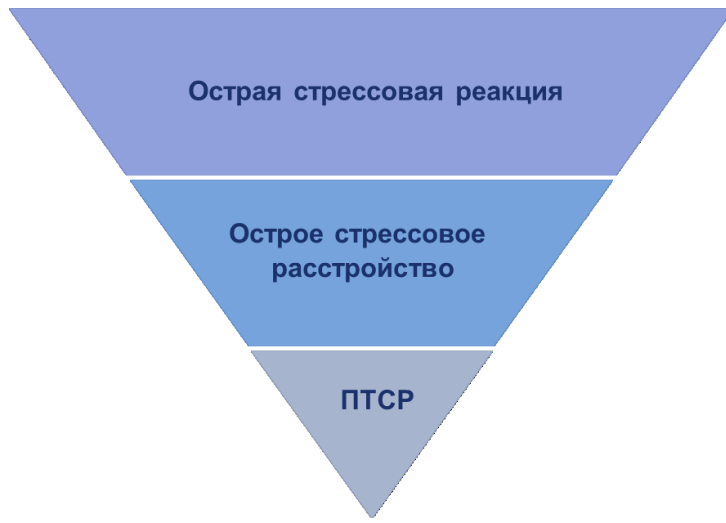 Острая стрессовая реакция
Острое стрессовое
расстройство
ПТСР